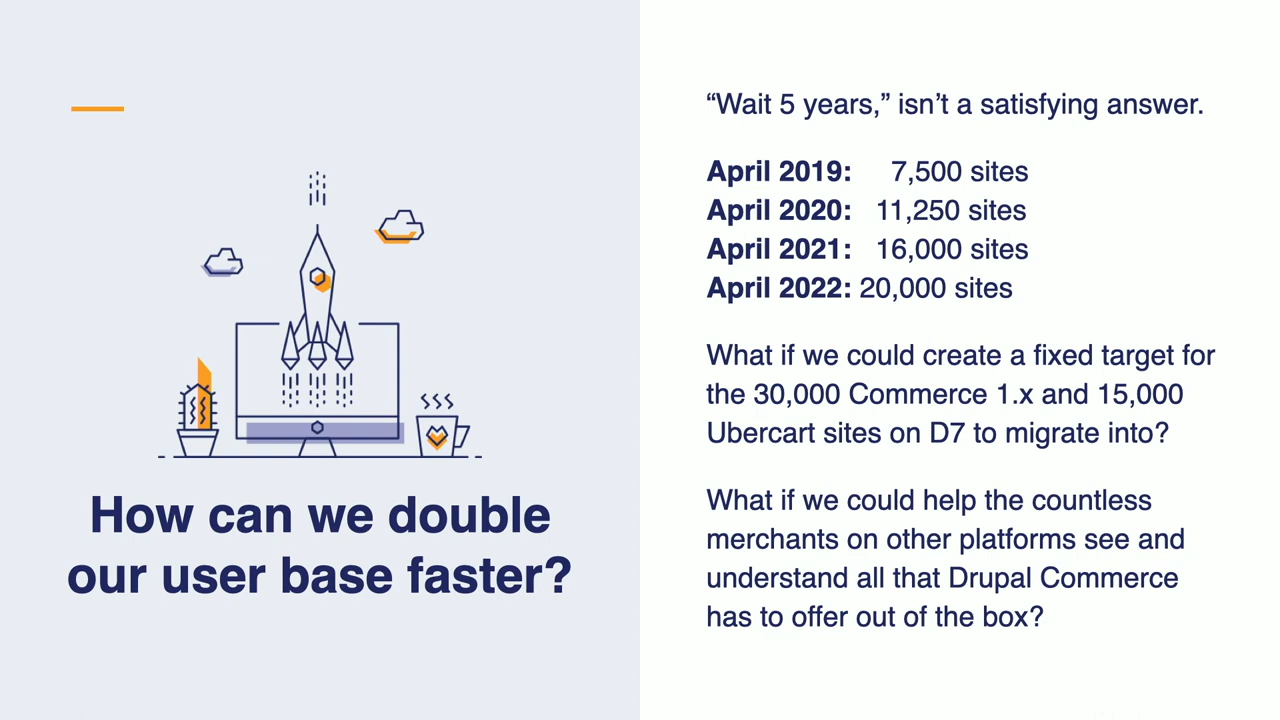 How can we double
our user base faster?
“Wait 5 years,” isn’t a satisfying answer.
April 2019: 7,500 sites
April 2020: 11,250 sites
April 2021: 16,000 sites
April 2022: 20,000 sites
What if we could create a fixed target for
the 30,000 Commerce 1.x and 15,000
Ubercart sites on D7 to migrate into?
What if we could help the countless
merchants on other platforms see and
understand all that Drupal Commerce
has to offer out of the box?